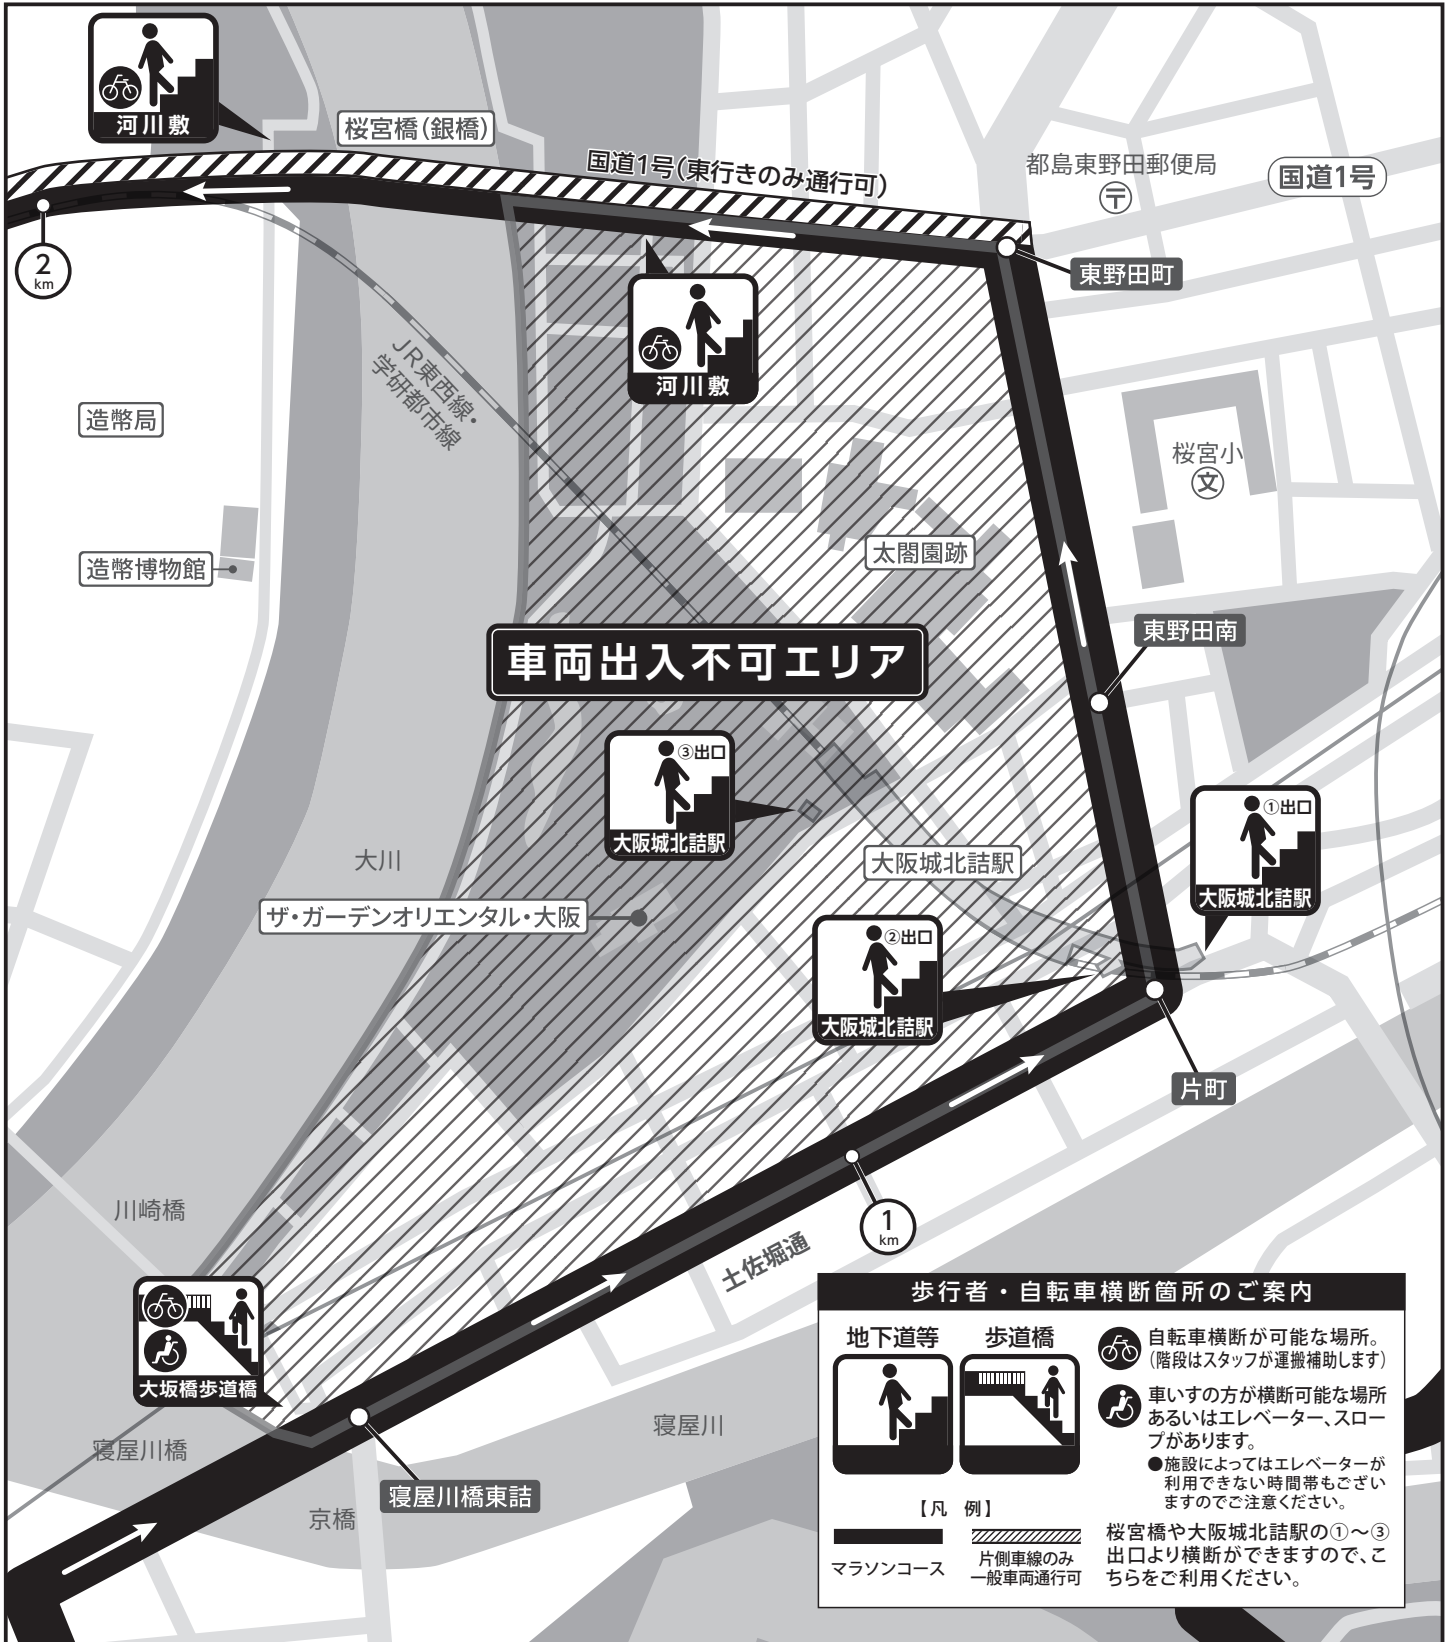 河川敷
桜宮橋(銀橋)
国道1号(東行きのみ通行可)
都島東野田郵便局
〒
国道1号
2
km
東野田町
河川敷
JR東西線・
学研都市線
造幣局
桜宮小
文
造幣博物館
太閤園跡
東野田南
車両出入不可エリア
③出口
大阪城北詰駅
①出口
大阪城北詰駅
大川
大阪城北詰駅
ザ・ガーデンオリエンタル・大阪
②出口
大阪城北詰駅
片町
川崎橋
1
km
土佐堀通
大坂橋歩道橋
寝屋川橋
寝屋川
寝屋川橋東詰
京橋
歩行者・自転車横断箇所のご案内
地下道等
歩道橋
自転車横断が可能な場所。
(階段はスタッフが運搬補助します)
車いすの方が横断可能な場所
あるいはエレベーター、スロー
プがあります。
●施設によってはエレベーターが
利用できない時間帯もござい
ますのでご注意ください。
【凡 例】
マラソンコース
片側車線のみ
一般車両通行可
桜宮橋や大阪城北詰駅の①〜③
出口より横断ができますので、こ
ちらをご利用ください。